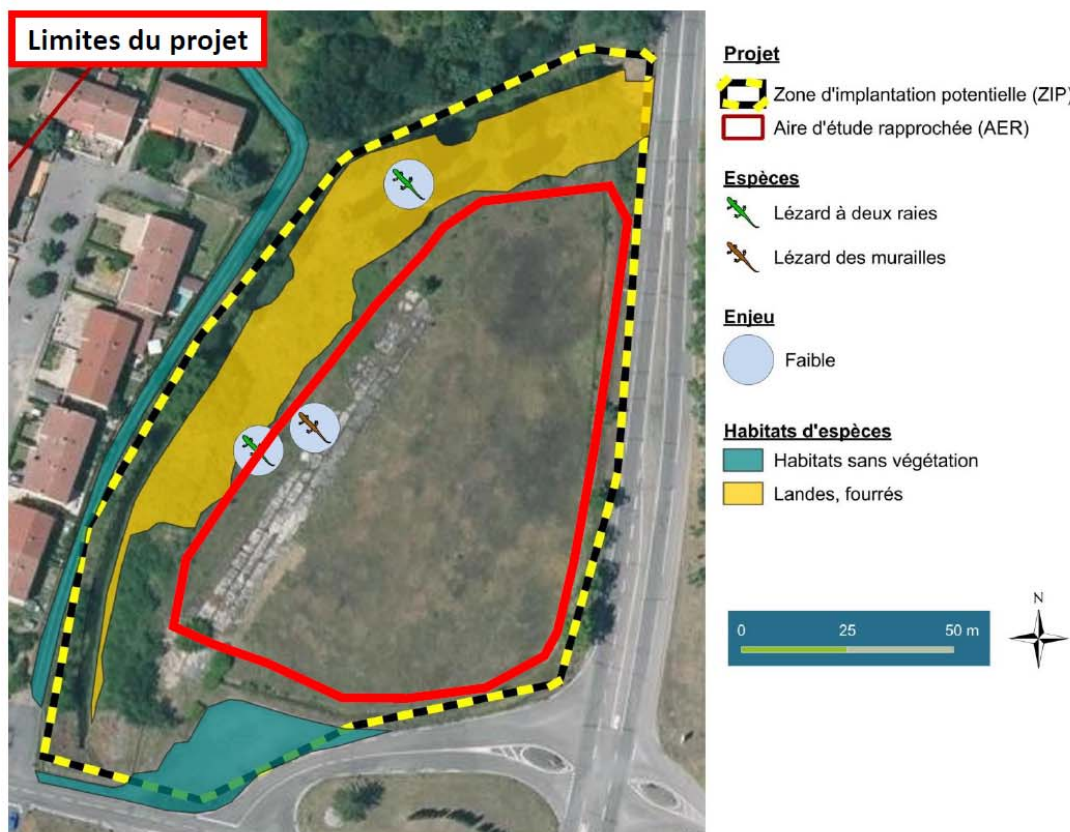 Limites du projet
Projet
Zone d'implantation potentielle (ZIP)
Aire d'étude rapprochée (AER)
Espèces
Lézard à deux raies
Lézard des murailles
Enjeu
Faible
Habitats d'espèces
Habitats sans végétation
Landes, fourrés
0 25 50 m
N